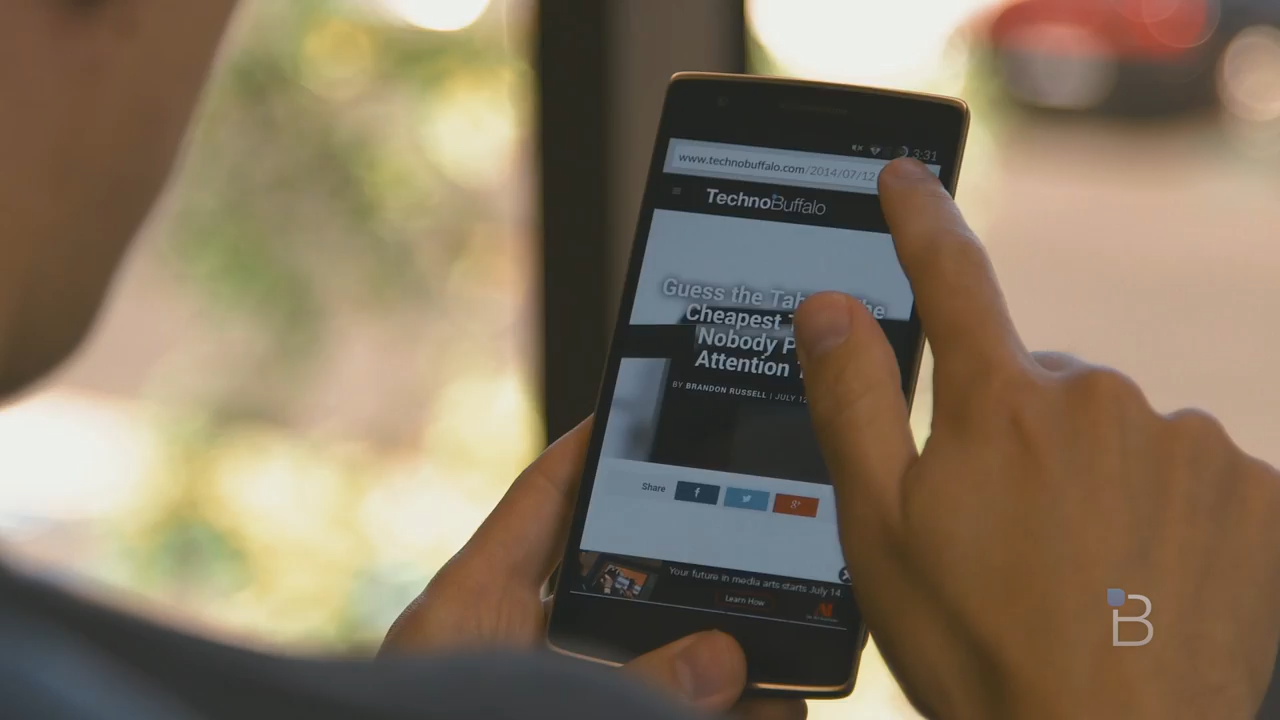 3:31
www.technobuffalo.com/2014/07/12
TechnoBuffalo
Guess the the
Cheapest
Nobody
Attention
BY BRANDON RUSSELL | JULY 12
Share f g+
Your future in media arts starts July 14
Learn How
B